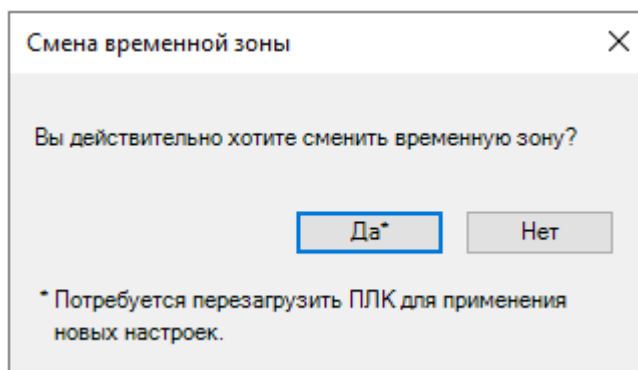 Смена временной зоны
Вы действительно хотите сменить временную зону?
Да* Нет
* Потребуется перезагрузить ПЛК для применения
новых настроек.